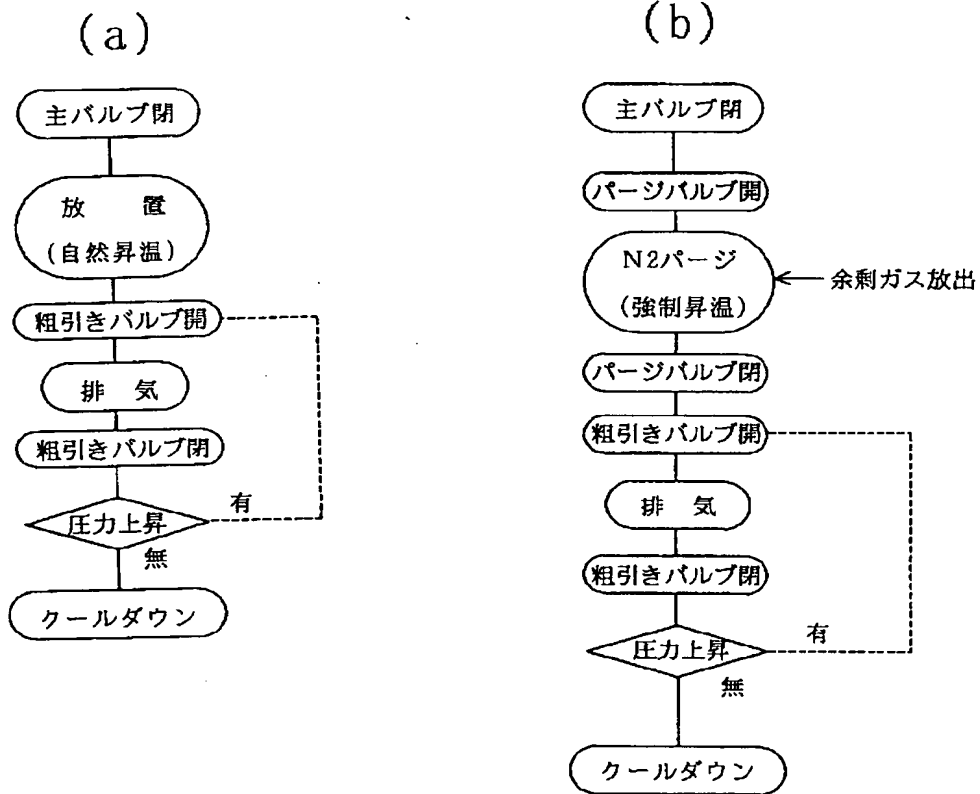 (a)
主バルブ閉
放　置
(自然昇温)
粗引きバルブ開
排　気
粗引きバルブ閉
圧力上昇
有
無
クールダウン
(b)
主バルブ閉
パージバルブ開
N2パージ
(強制昇温)
余剰ガス放出
パージバルブ閉
粗引きバルブ開
排　気
粗引きバルブ閉
圧力上昇
有
無
クールダウン